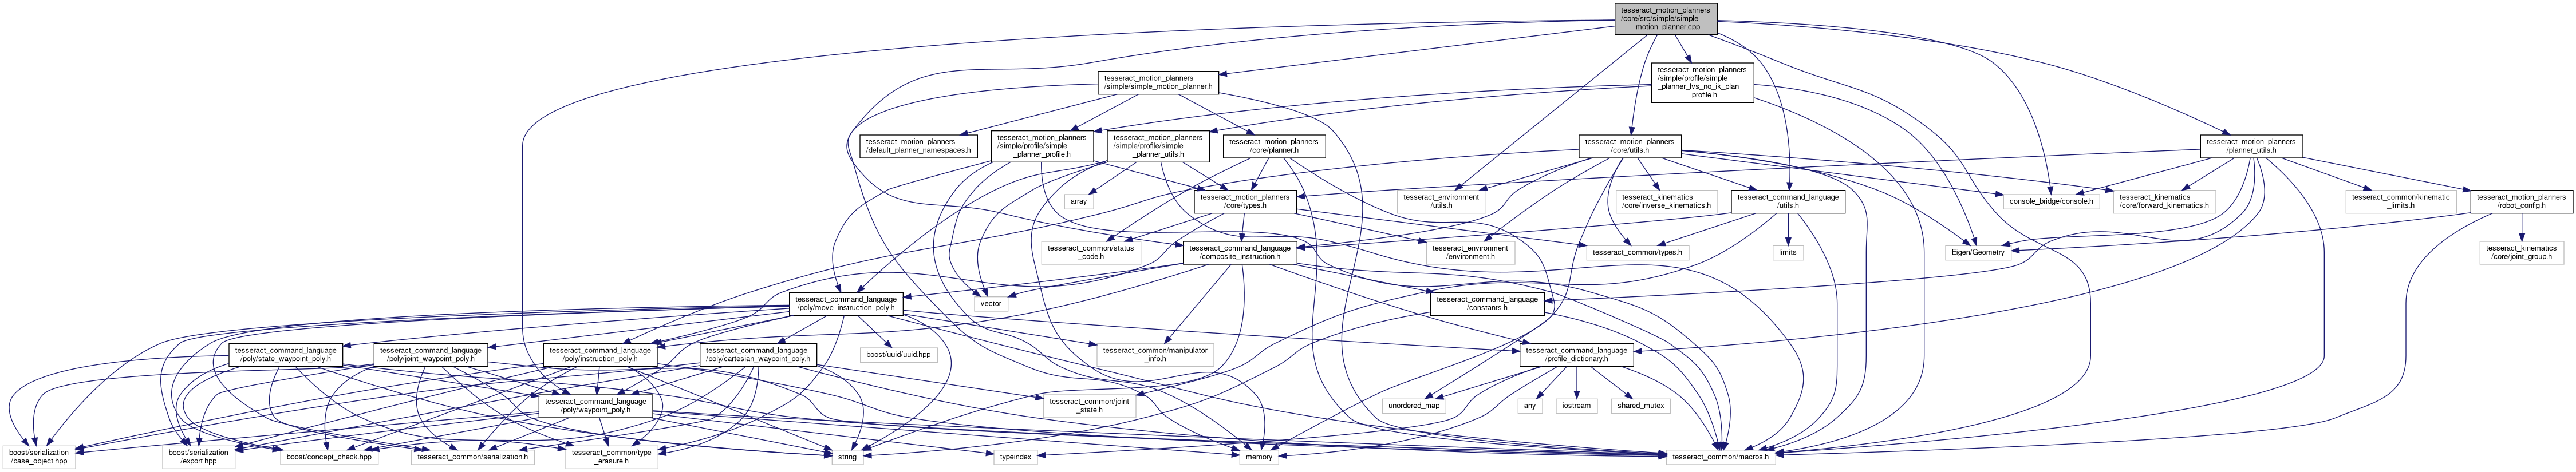 tesseract_motion_planners
/core/src/simple/simple
_motion_planner.cpp
tesseract_motion_planners
/simple/simple_motion_planner.h
tesseract_motion_planners
/simple/profile/simple
_planner_lvs_no_ik_plan
_profile.h
tesseract_motion_planners
/default_planner_namespaces.h
tesseract_motion_planners
/simple/profile/simple
_planner_profile.h
tesseract_motion_planners
/simple/profile/simple
_planner_utils.h
tesseract_motion_planners
/core/planner.h
tesseract_motion_planners
/core/utils.h
tesseract_motion_planners
/planner_utils.h
array
tesseract_motion_planners
/core/types.h
tesseract_environment
/utils.h
tesseract_kinematics
/core/inverse_kinematics.h
tesseract_command_language
/utils.h
console_bridge/console.h
tesseract_kinematics
/core/forward_kinematics.h
tesseract_common/kinematic
_limits.h
tesseract_motion_planners
/robot_config.h
tesseract_common/status
_code.h
tesseract_command_language
/composite_instruction.h
tesseract_environment
/environment.h
tesseract_common/types.h
limits
Eigen/Geometry
tesseract_kinematics
/core/joint_group.h
tesseract_command_language
/poly/move_instruction_poly.h
vector
tesseract_command_language
/constants.h
tesseract_command_language
/poly/state_waypoint_poly.h
tesseract_command_language
/poly/joint_waypoint_poly.h
tesseract_command_language
/poly/instruction_poly.h
tesseract_command_language
/poly/cartesian_waypoint_poly.h
boost/uuid/uuid.hpp
tesseract_common/manipulator
_info.h
tesseract_command_language
/profile_dictionary.h
tesseract_command_language
/poly/waypoint_poly.h
tesseract_common/joint
_state.h
unordered_map
any
iostream
shared_mutex
boost/serialization
/base_object.hpp
boost/serialization
/export.hpp
boost/concept_check.hpp
tesseract_common/serialization.h
tesseract_common/type
_erasure.h
string
typeindex
memory
tesseract_common/macros.h